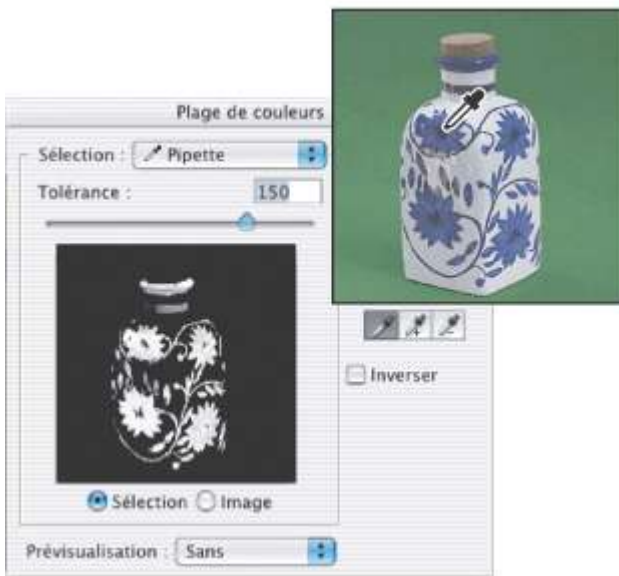 Plage de couleurs
Sélection : Pipette
Tolérance : 150
Inverser
Sélection Image
Prévisualisation : Sans